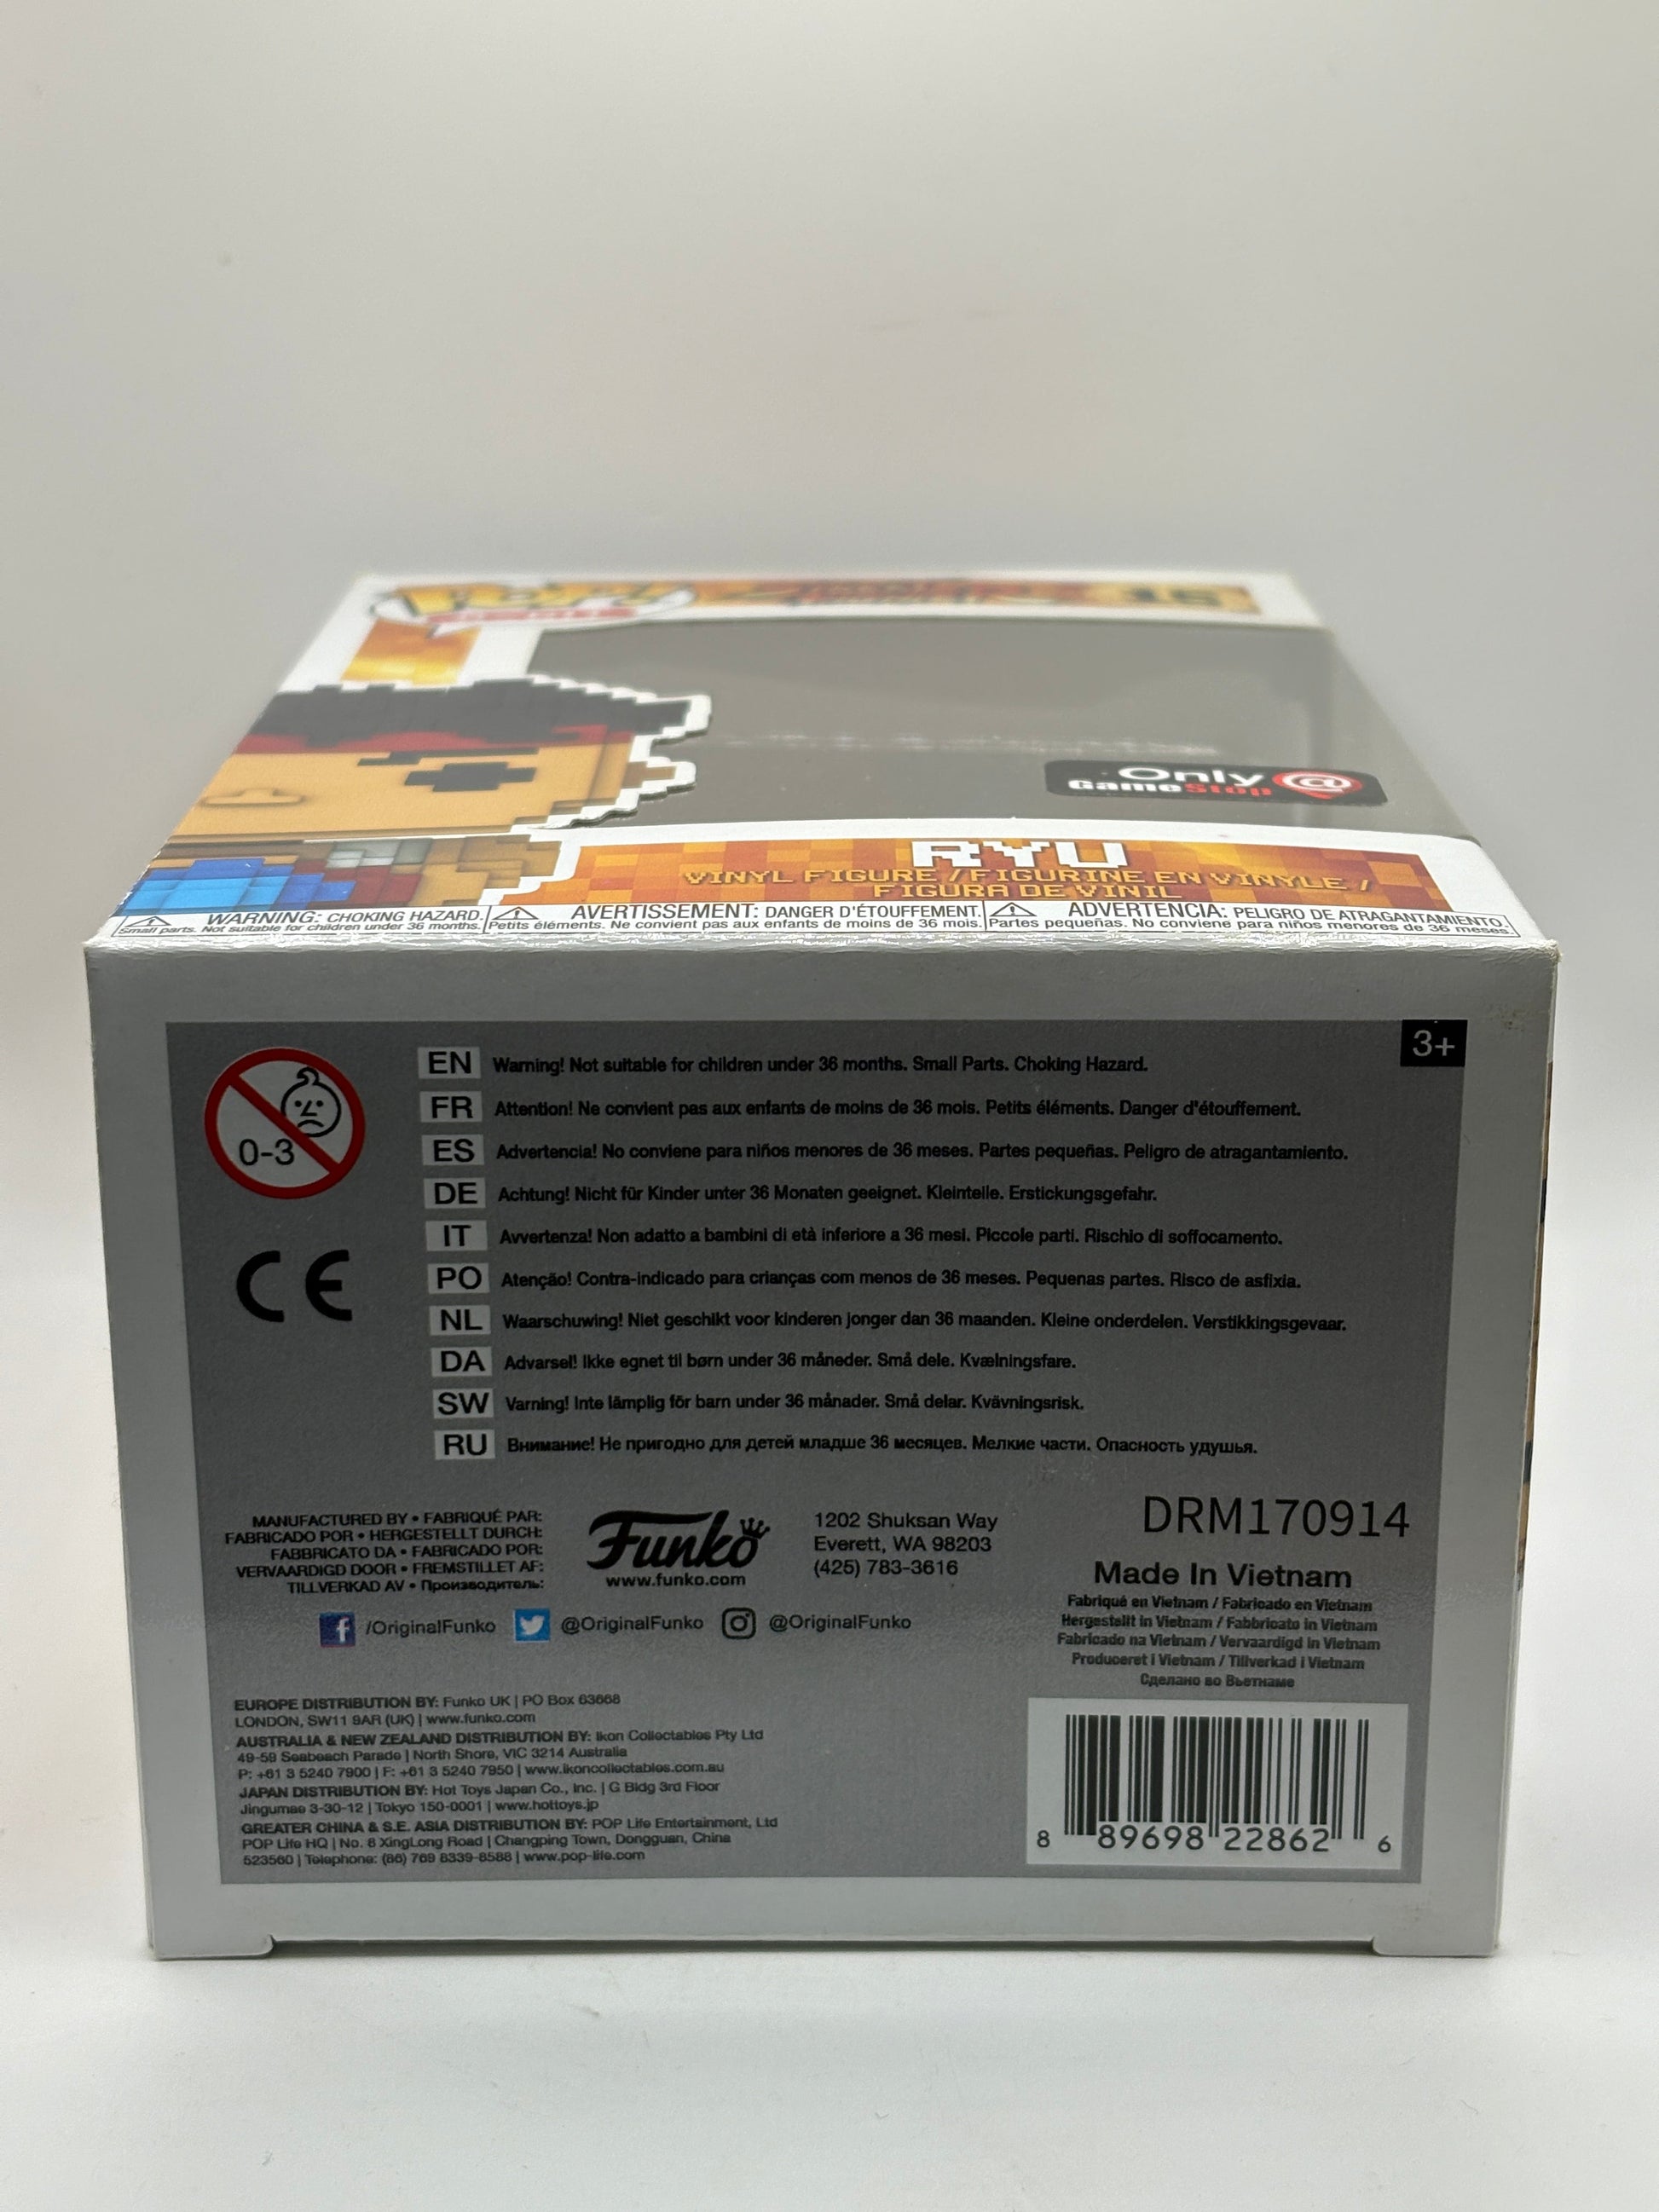 POP!
15
Only
GameStop
RYU
VINYL FIGURE / FIGURINE EN VINYLE /
FIGURA DE VINIL
WARNING: CHOKING HAZARD.
Small parts. Not suitable for children under 36 months.
AVERTISSEMENT: DANGER D'ÉTOUFFEMENT.
Petits éléments. Ne convient pas aux enfants de moins de 36 mois.
ADVERTENCIA: PELIGRO DE ATRAGANTAMIENTO.
Partes pequeñas. No conviene para niños menores de 36 meses.
3+
0-3
EN Warning! Not suitable for children under 36 months. Small Parts. Choking Hazard.
FR Attention! Ne convient pas aux enfants de moins de 36 mois. Petits éléments. Danger d'étouffement.
ES Advertencia! No conviene para niños menores de 36 meses. Partes pequeñas. Peligro de atragantamiento.
DE Achtung! Nicht für Kinder unter 36 Monaten geeignet. Kleinteile. Erstickungsgefahr.
IT Avvertenza! Non adatto a bambini di età inferiore a 36 mesi. Piccole parti. Rischio di soffocamento.
PO Atenção! Contra-indicado para crianças com menos de 36 meses. Pequenas partes. Risco de asfixia.
NL Waarschuwing! Niet geschikt voor kinderen jonger dan 36 maanden. Kleine onderdelen. Verstikkingsgevaar.
DA Advarsel! Ikke egnet til børn under 36 måneder. Små dele. Kvælningsfare.
SW Varning! Inte lämplig för barn under 36 månader. Små delar. Kvävningsrisk.
RU Внимание! Не пригодно для детей младше 36 месяцев. Мелкие части. Опасность удушья.
CE
MANUFACTURED BY • FABRIQUÉ PAR:
FABRICADO POR • HERGESTELLT DURCH:
FABBRICATO DA • FABRICADO POR:
VERVAARDIGD DOOR • FREMSTILLET AF:
TILLVERKAD AV • Производитель:
Funko
www.funko.com
1202 Shuksan Way
Everett, WA 98203
(425) 783-3616
/OriginalFunko @OriginalFunko @OriginalFunko
DRM170914
Made In Vietnam
Fabriqué en Vietnam / Fabricado en Vietnam
Hergestellt in Vietnam / Fabbricato in Vietnam
Fabricado na Vietnam / Vervaardigd in Vietnam
Produceret i Vietnam / Tillverkad i Vietnam
Сделано во Вьетнаме
EUROPE DISTRIBUTION BY: Funko UK | PO Box 63668
LONDON, SW11 9AR (UK) | www.funko.com
AUSTRALIA & NEW ZEALAND DISTRIBUTION BY: Ikon Collectables Pty Ltd
49-59 Seabeach Parade | North Shore, VIC 3214 Australia
P: +61 3 5240 7900 | F: +61 3 5240 7950 | www.ikoncollectables.com.au
JAPAN DISTRIBUTION BY: Hot Toys Japan Co., Inc. | G Bldg 3rd Floor
Jingumae 3-30-12 | Tokyo 150-0001 | www.hottoys.jp
GREATER CHINA & S.E. ASIA DISTRIBUTION BY: POP Life Entertainment, Ltd
POP Life HQ | No. 8 XingLong Road | Changping Town, Dongguan, China
523560 | Telephone: (86) 769 8339-8588 | www.pop-life.com
8 89698 22862 6